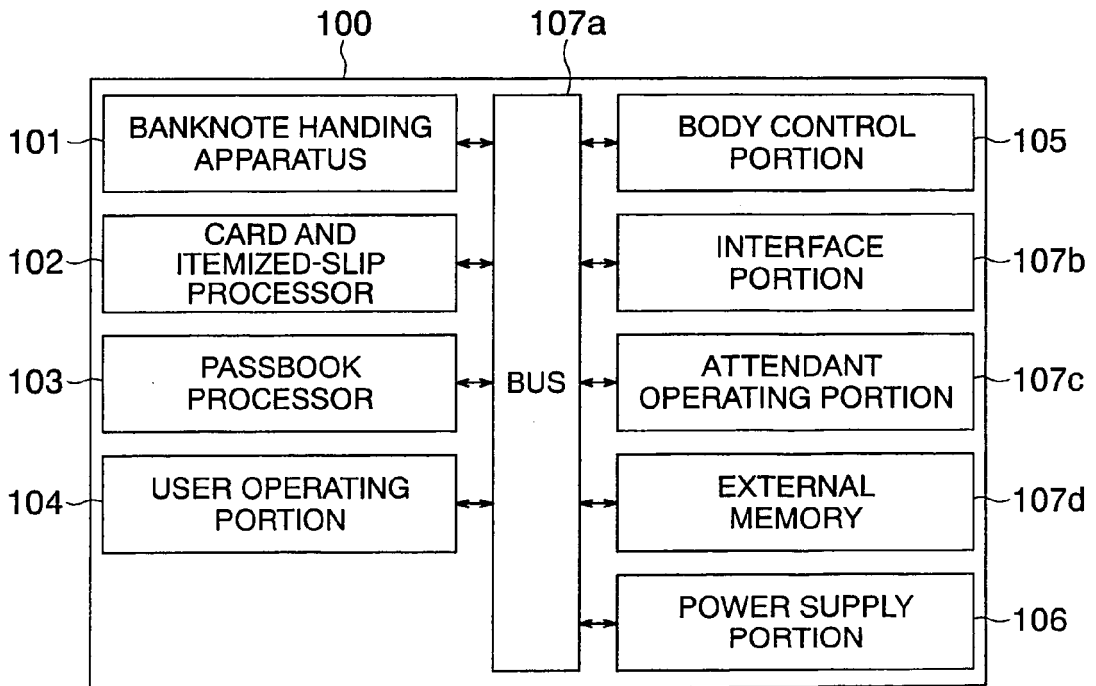 100
107a
101
BANKNOTE HANDING
APPARATUS
BODY CONTROL
PORTION
105
102
CARD AND
ITEMIZED-SLIP
PROCESSOR
INTERFACE
PORTION
107b
103
PASSBOOK
PROCESSOR
BUS
ATTENDANT
OPERATING PORTION
107c
104
USER OPERATING
PORTION
EXTERNAL
MEMORY
107d
POWER SUPPLY
PORTION
106